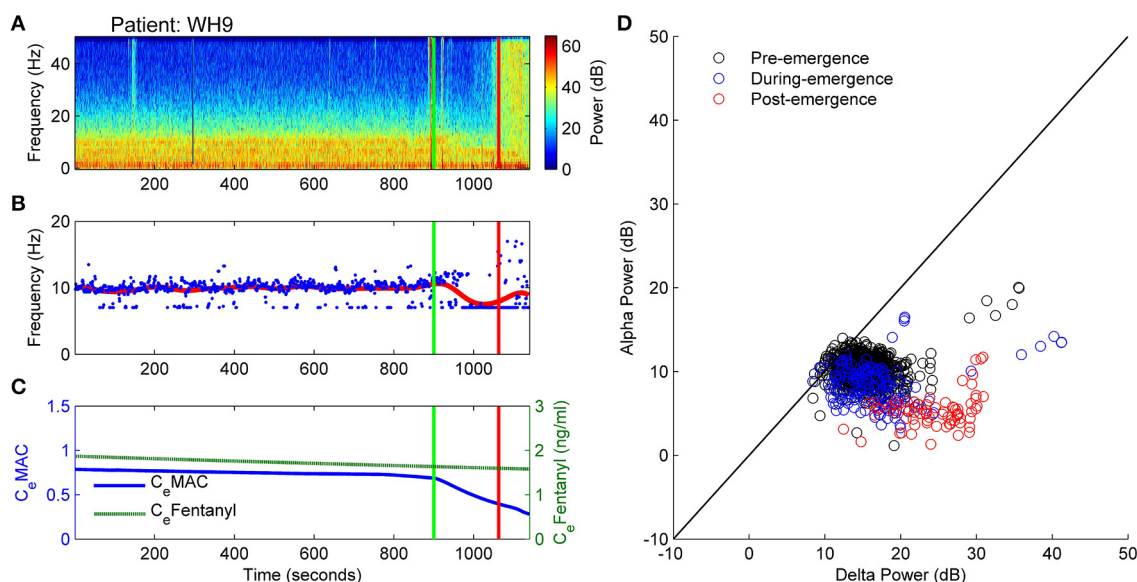 A
Patient: WH9
Frequency (Hz)
40
20
0
200
400
600
800
1000
60
40
20
0
Power (dB)
B
Frequency (Hz)
20
10
0
200
400
600
800
1000
C
CeMAC
1.5
1
0.5
0
CeMAC
CeFentanyl
3
2
1
0
CeFentanyl (ng/ml)
200
400
600
800
1000
Time (seconds)
D
Alpha Power (dB)
50
40
30
20
10
0
-10
Pre-emergence
During-emergence
Post-emergence
-10
0
10
20
30
40
50
Delta Power (dB)